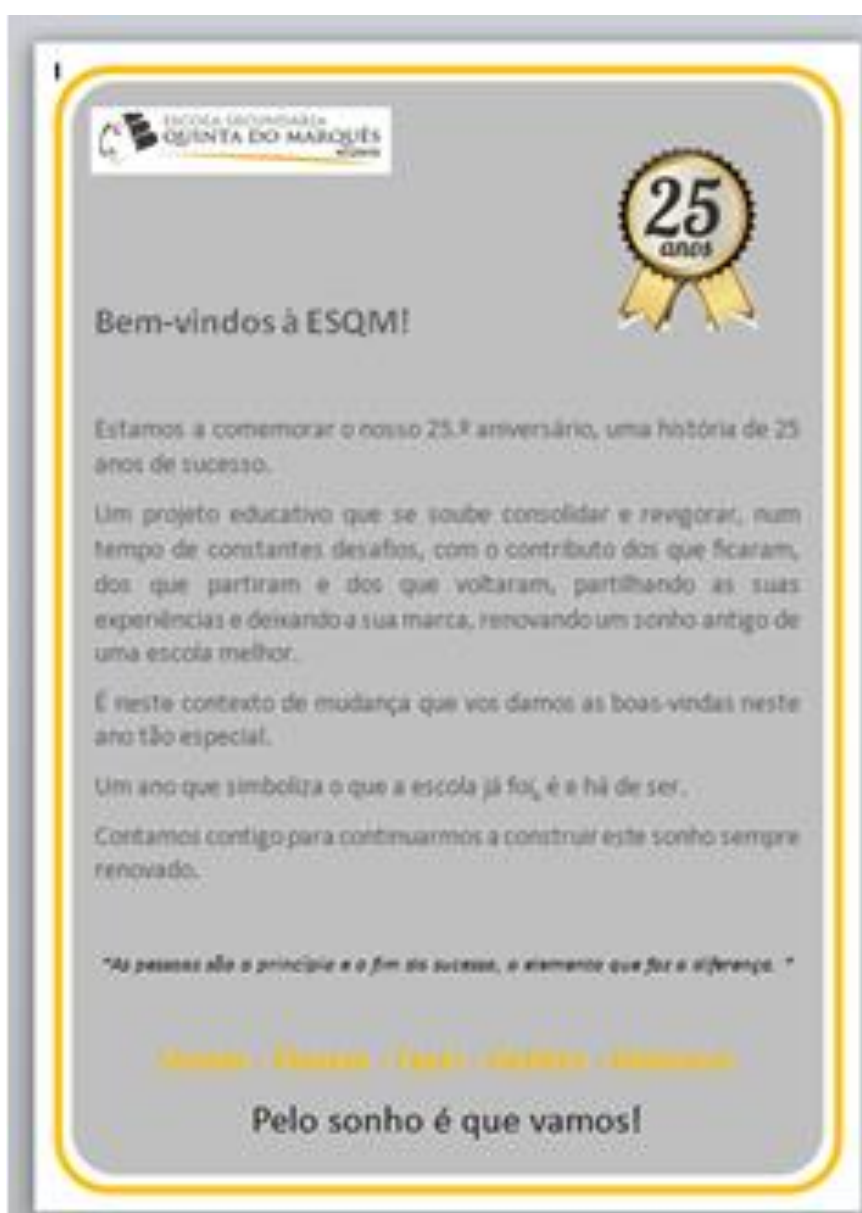 ESCOLA SECUNDÁRIA
QUINTA DO MARQUÊS
25
anos
Bem-vindos à ESQM!
Estamos a comemorar o nosso 25.º aniversário, uma história de 25
anos de sucesso.
Um projeto educativo que se soube consolidar e revigorar, num
tempo de constantes desafios, com o contributo dos que ficaram,
dos que partiram e dos que voltaram, partilhando as suas
experiências e deixando a sua marca, renovando um sonho antigo de
uma escola melhor.
É neste contexto de mudança que vos damos as boas-vindas neste
ano tão especial.
Um ano que simboliza o que a escola já foi, é e há de ser.
Contamos contigo para continuarmos a construir este sonho sempre
renovado.
"As pessoas são o princípio e o fim do sucesso, o elemento que faz a diferença. "
Pelo sonho é que vamos!